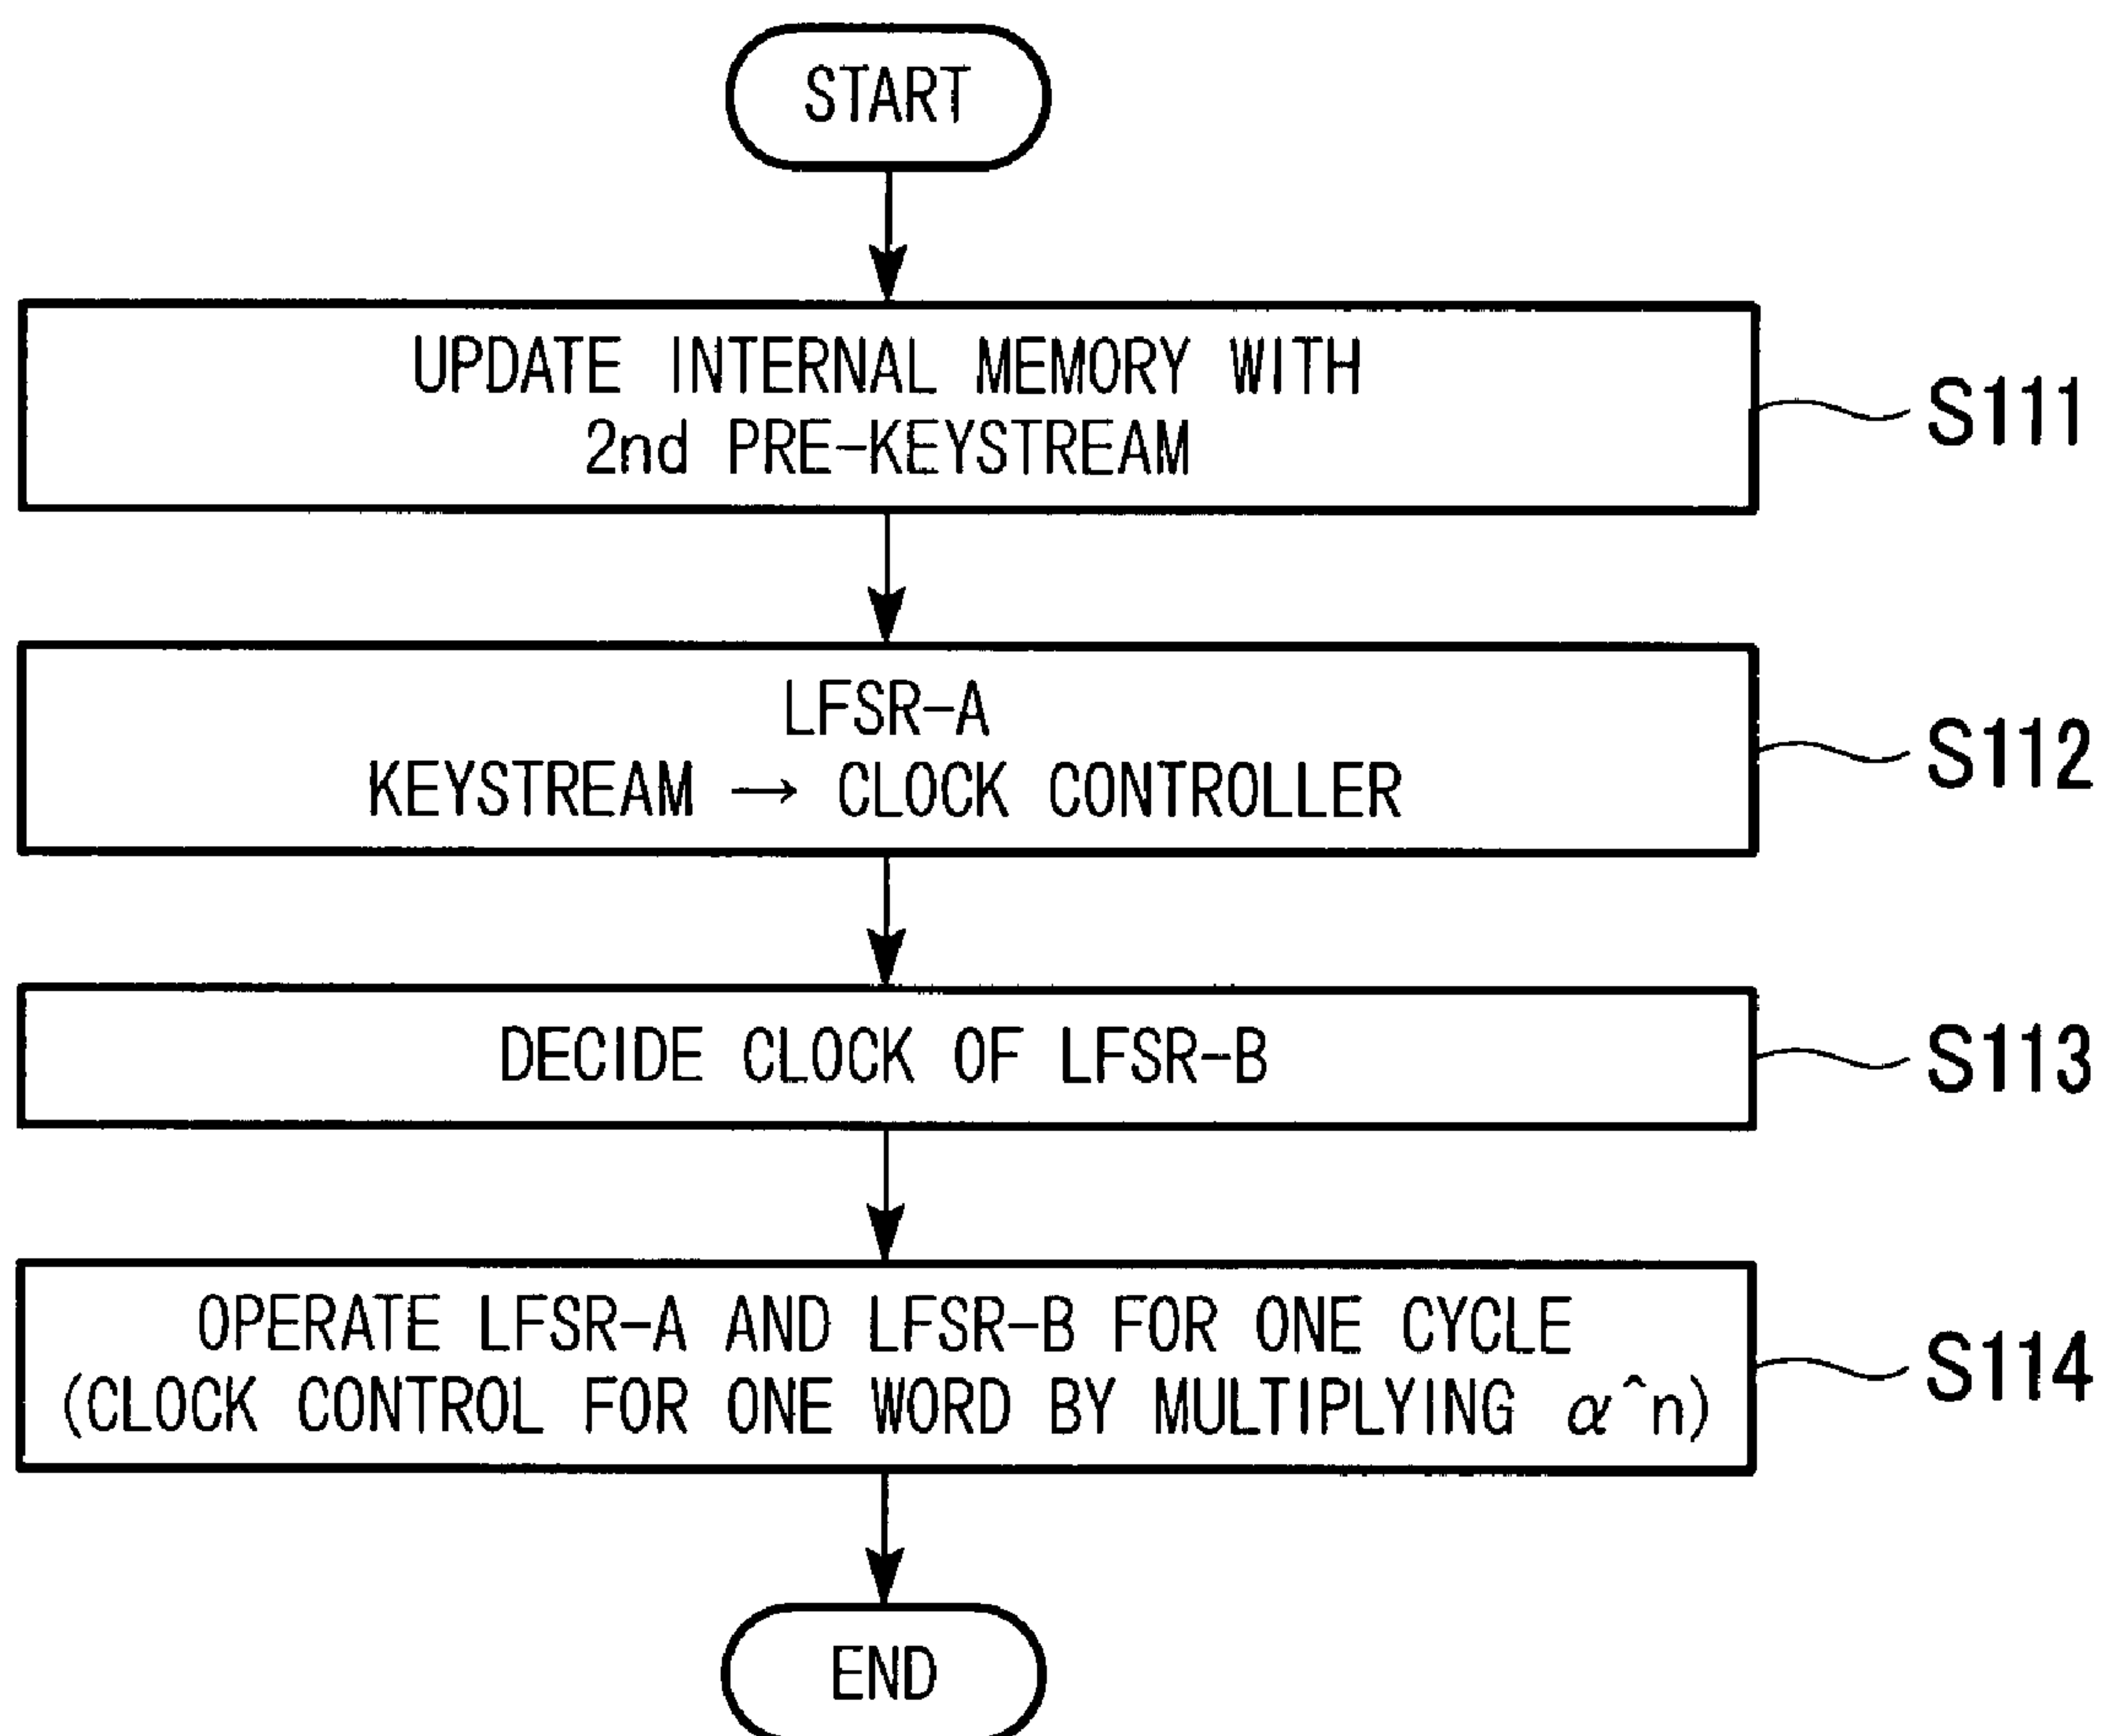 START
UPDATE INTERNAL MEMORY WITH
2nd PRE-KEYSTREAM
S111
LFSR-A
KEYSTREAM → CLOCK CONTROLLER
S112
DECIDE CLOCK OF LFSR-B
S113
OPERATE LFSR-A AND LFSR-B FOR ONE CYCLE
(CLOCK CONTROL FOR ONE WORD BY MULTIPLYING α^n)
S114
END